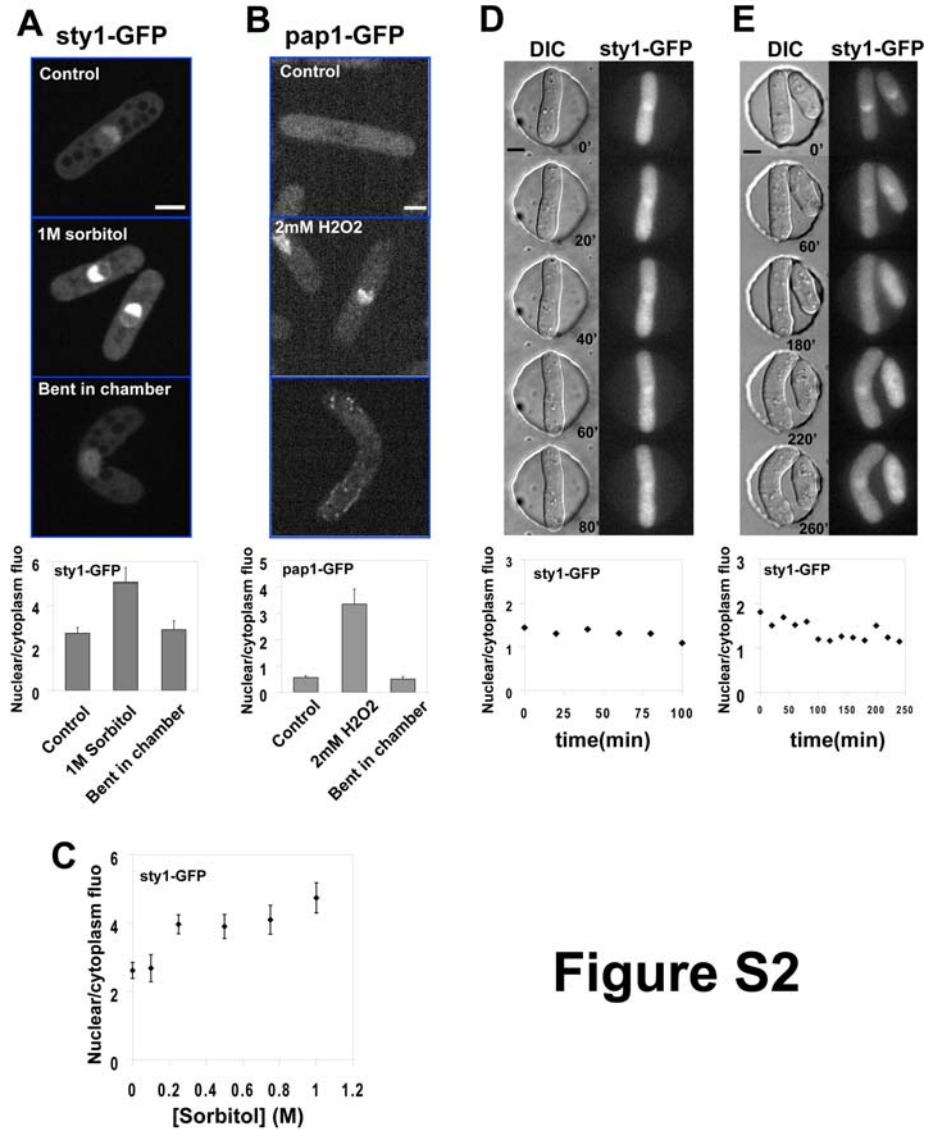 A
sty1-GFP
Control
1M sorbitol
Bent in chamber
Nuclear/cytoplasm fluo
6
4
2
0
sty1-GFP
Control
1M Sorbitol
Bent in chamber
B
pap1-GFP
Control
2mM H2O2
Nuclear/cytoplasm fluo
5
4
3
2
1
0
pap1-GFP
Control
2mM H2O2
Bent in chamber
D
DIC
sty1-GFP
0'
20'
40'
60'
80'
Nuclear/cytoplasm fluo
3
2
1
sty1-GFP
0
25
50
75
100
time(min)
E
DIC
sty1-GFP
0'
60'
180'
220'
260'
Nuclear/cytoplasm fluo
3
2
1
0
sty1-GFP
0
50
100
150
200
250
time(min)
C
Nuclear/cytoplasm fluo
6
4
2
0
sty1-GFP
0
0.2
0.4
0.6
0.8
1
1.2
[Sorbitol] (M)
Figure S2